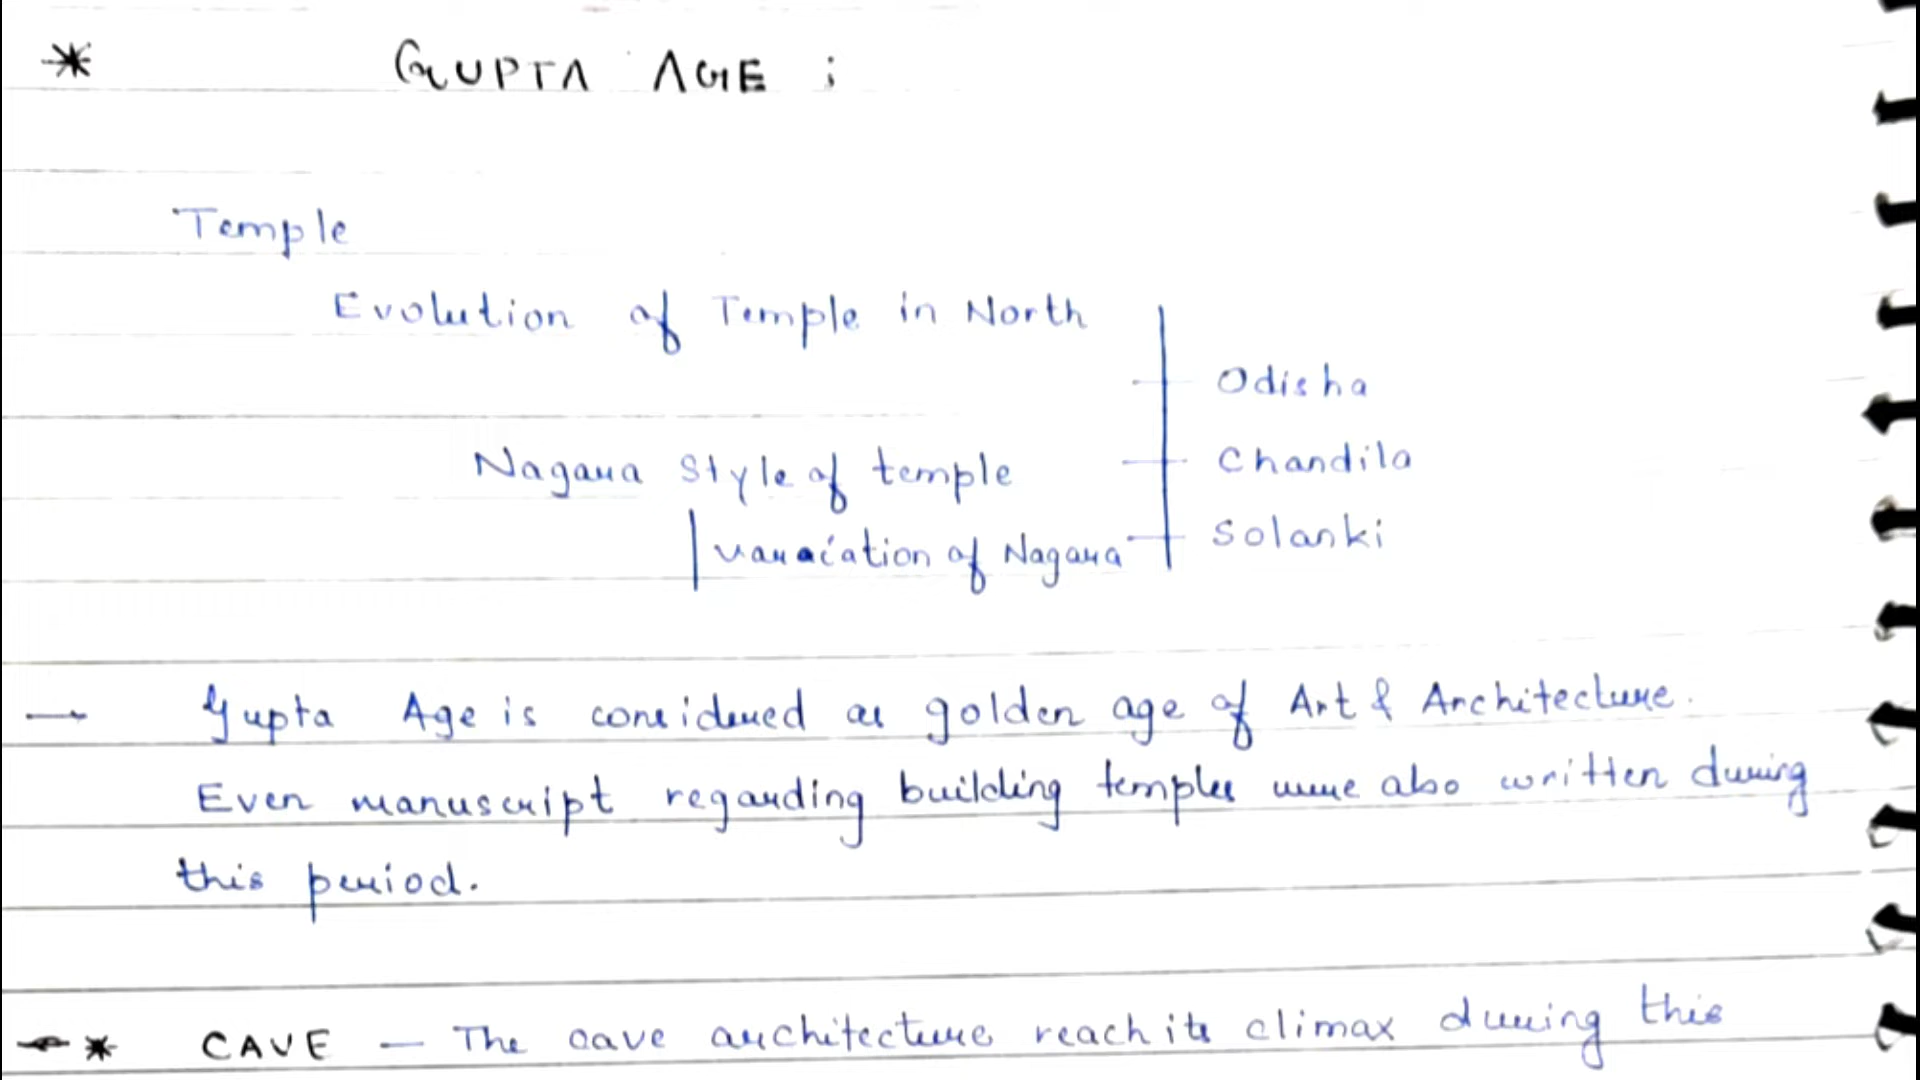 * GUPTA AGE :
Temple
Evolution of Temple in North
Odisha
Nagara Style of temple
Chandila
varaiation of Nagara
Solanki
— Gupta Age is considered as golden age of Art & Architecture.
Even manuscript regarding building temples were also written during
this period.
* CAVE — The cave architecture reach its climax during this